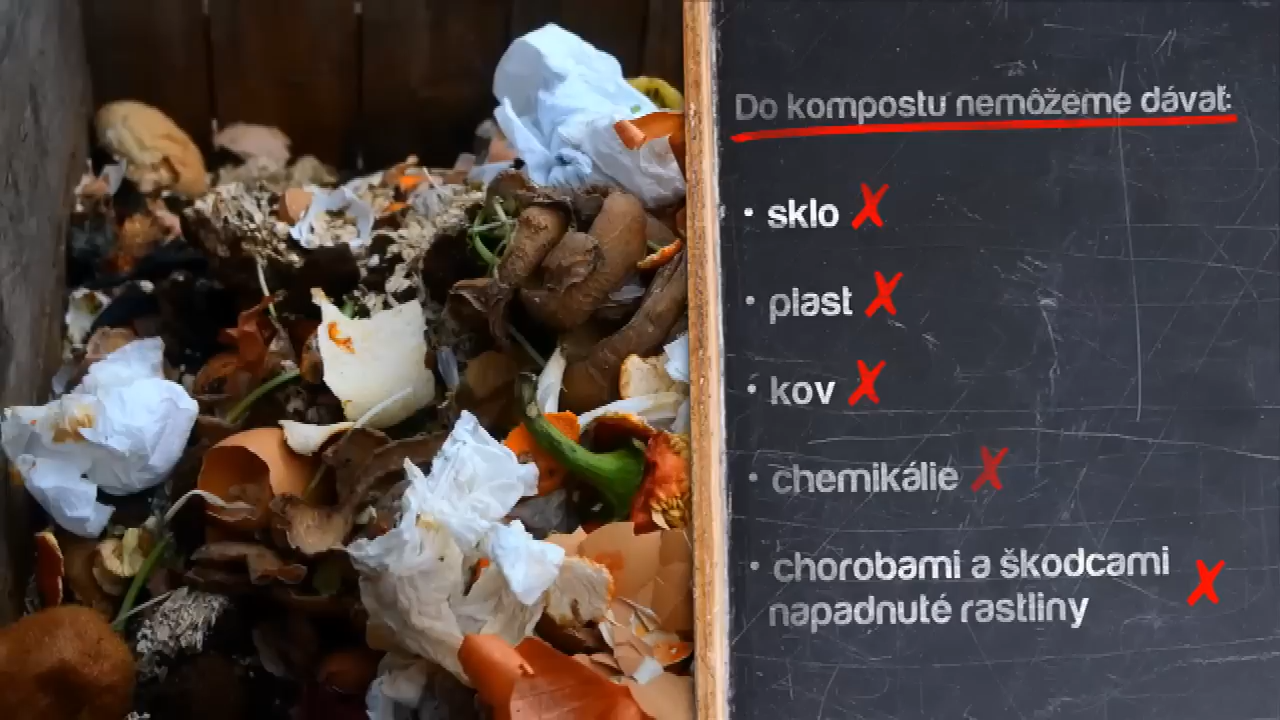 Do kompostu nemôžeme dávať:
• sklo ✗
• plast ✗
• kov ✗
• chemikálie ✗
• chorobami a škodcami
napadnuté rastliny ✗